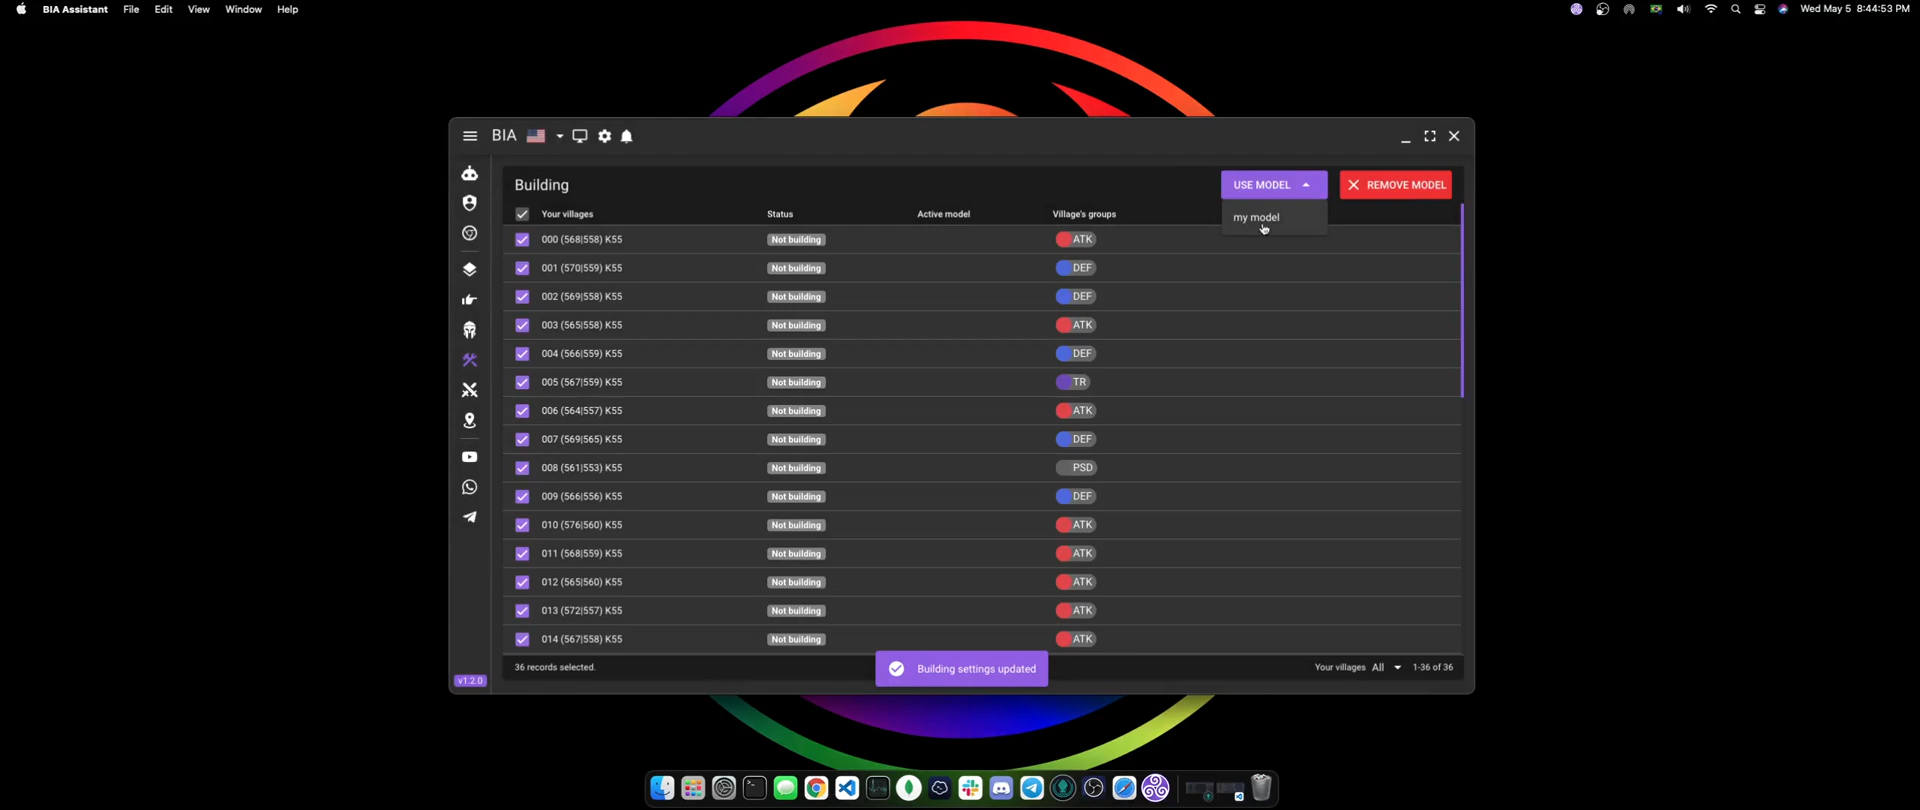 BIA Assistant File Edit View Window Help Wed May 5 8:44:53 PM
BIA
Building USE MODEL REMOVE MODEL
Your villages Status Active model Village's groups my model
000 (568|558) K55 Not building ATK
001 (570|559) K55 Not building DEF
002 (569|558) K55 Not building DEF
003 (565|558) K55 Not building ATK
004 (566|559) K55 Not building DEF
005 (567|559) K55 Not building TR
006 (564|557) K55 Not building ATK
007 (569|565) K55 Not building DEF
008 (561|553) K55 Not building PSD
009 (566|556) K55 Not building DEF
010 (576|560) K55 Not building ATK
011 (568|559) K55 Not building ATK
012 (565|560) K55 Not building ATK
013 (572|557) K55 Not building ATK
014 (567|558) K55 Not building ATK
36 records selected. Building settings updated Your villages All 1-36 of 36
v1.2.0